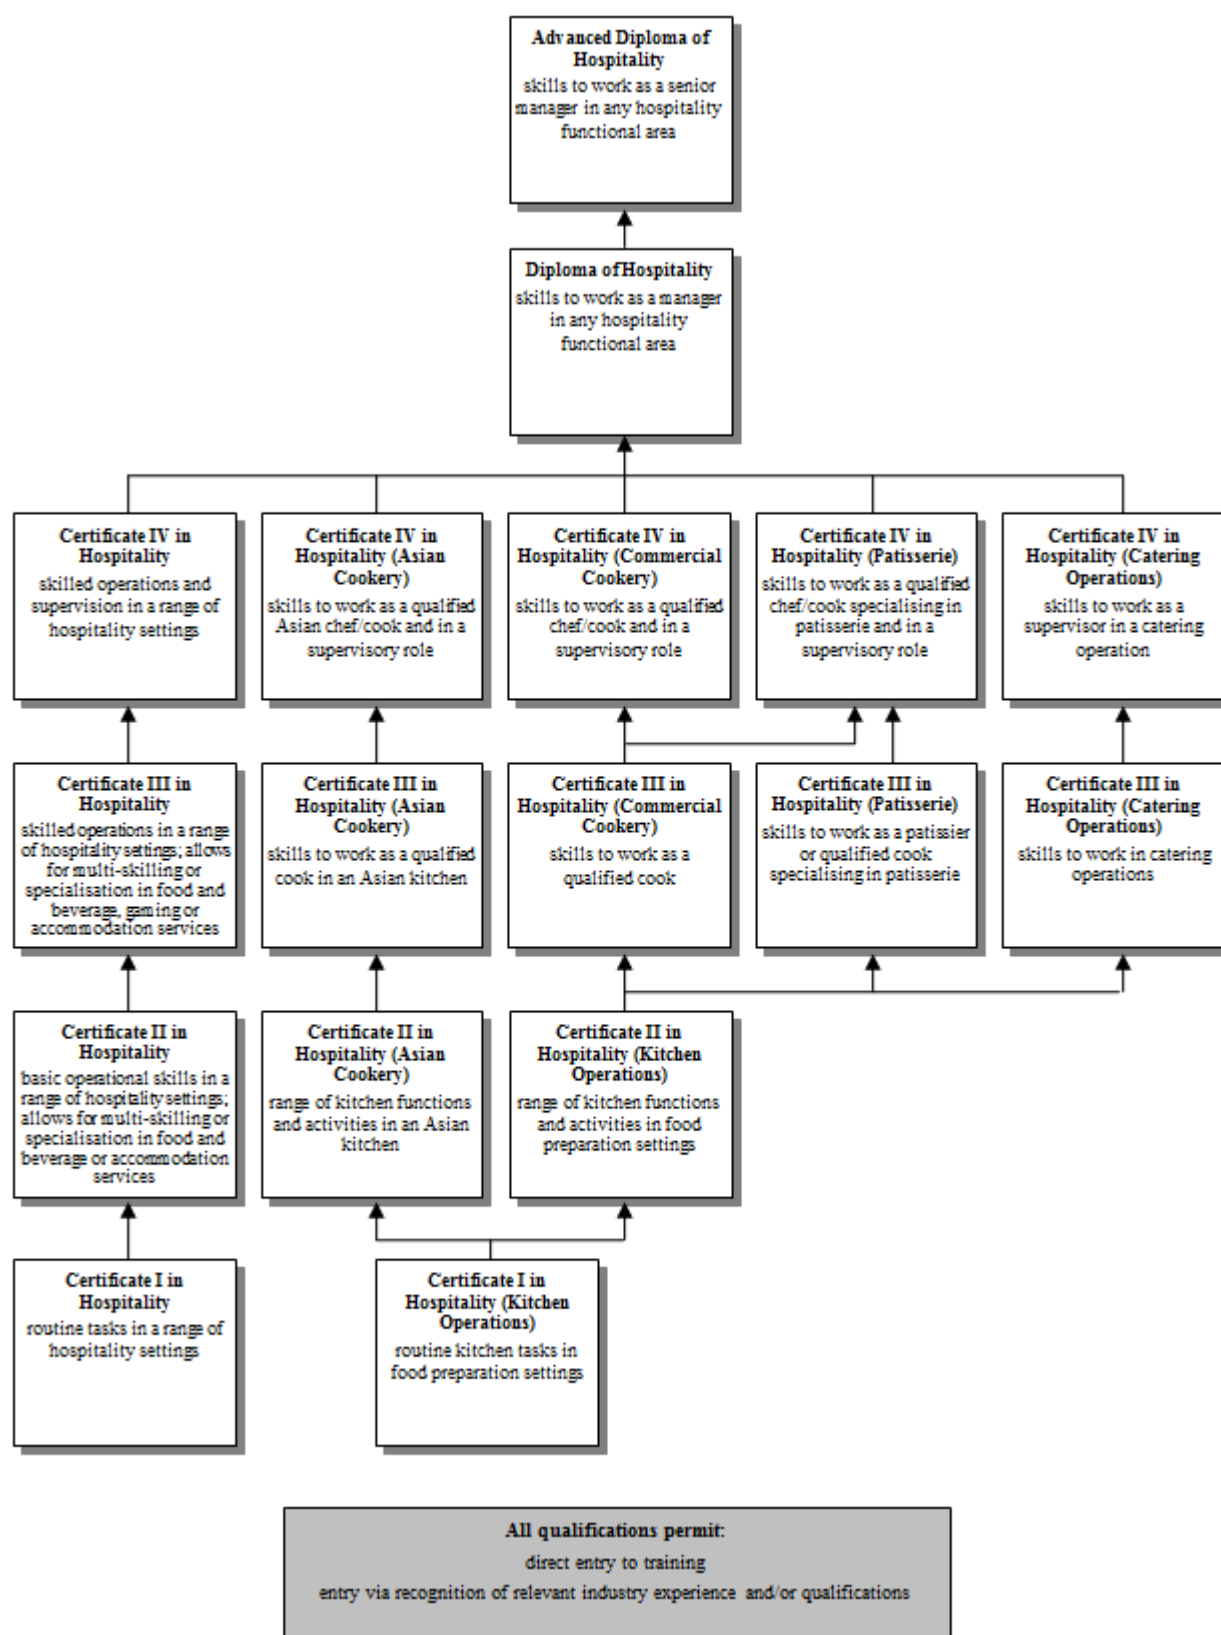 Advanced Diploma of
Hospitality
skills to work as a senior
manager in any hospitality
functional area
Diploma of Hospitality
skills to work as a manager
in any hospitality
functional area
Certificate IV in
Hospitality
skilled operations and
supervision in a range of
hospitality settings
Certificate IV in
Hospitality (Asian
Cookery)
skills to work as a qualified
Asian chef/cook and in a
supervisory role
Certificate IV in
Hospitality (Commercial
Cookery)
skills to work as a qualified
chef/cook and in a
supervisory role
Certificate IV in
Hospitality (Patisserie)
skills to work as a qualified
chef/cook specialising in
patisserie and in a
supervisory role
Certificate IV in
Hospitality (Catering
Operations)
skills to work as a
supervisor in a catering
operation
Certificate III in
Hospitality
skilled operations in a range
of hospitality settings; allows
for multi-skilling or
specialisation in food and
beverage, gaming or
accommodation services
Certificate III in
Hospitality (Asian
Cookery)
skills to work as a qualified
cook in an Asian kitchen
Certificate III in
Hospitality (Commercial
Cookery)
skills to work as a
qualified cook
Certificate III in
Hospitality (Patisserie)
skills to work as a patissier
or qualified cook
specialising in patisserie
Certificate III in
Hospitality (Catering
Operations)
skills to work in catering
operations
Certificate II in
Hospitality
basic operational skills in a
range of hospitality settings;
allows for multi-skilling or
specialisation in food and
beverage or accommodation
services
Certificate II in
Hospitality (Asian
Cookery)
range of kitchen functions
and activities in an Asian
kitchen
Certificate II in
Hospitality (Kitchen
Operations)
range of kitchen functions
and activities in food
preparation settings
Certificate I in
Hospitality
routine tasks in a range of
hospitality settings
Certificate I in
Hospitality (Kitchen
Operations)
routine kitchen tasks in
food preparation settings
All qualifications permit:
direct entry to training
entry via recognition of relevant industry experience and/or qualifications